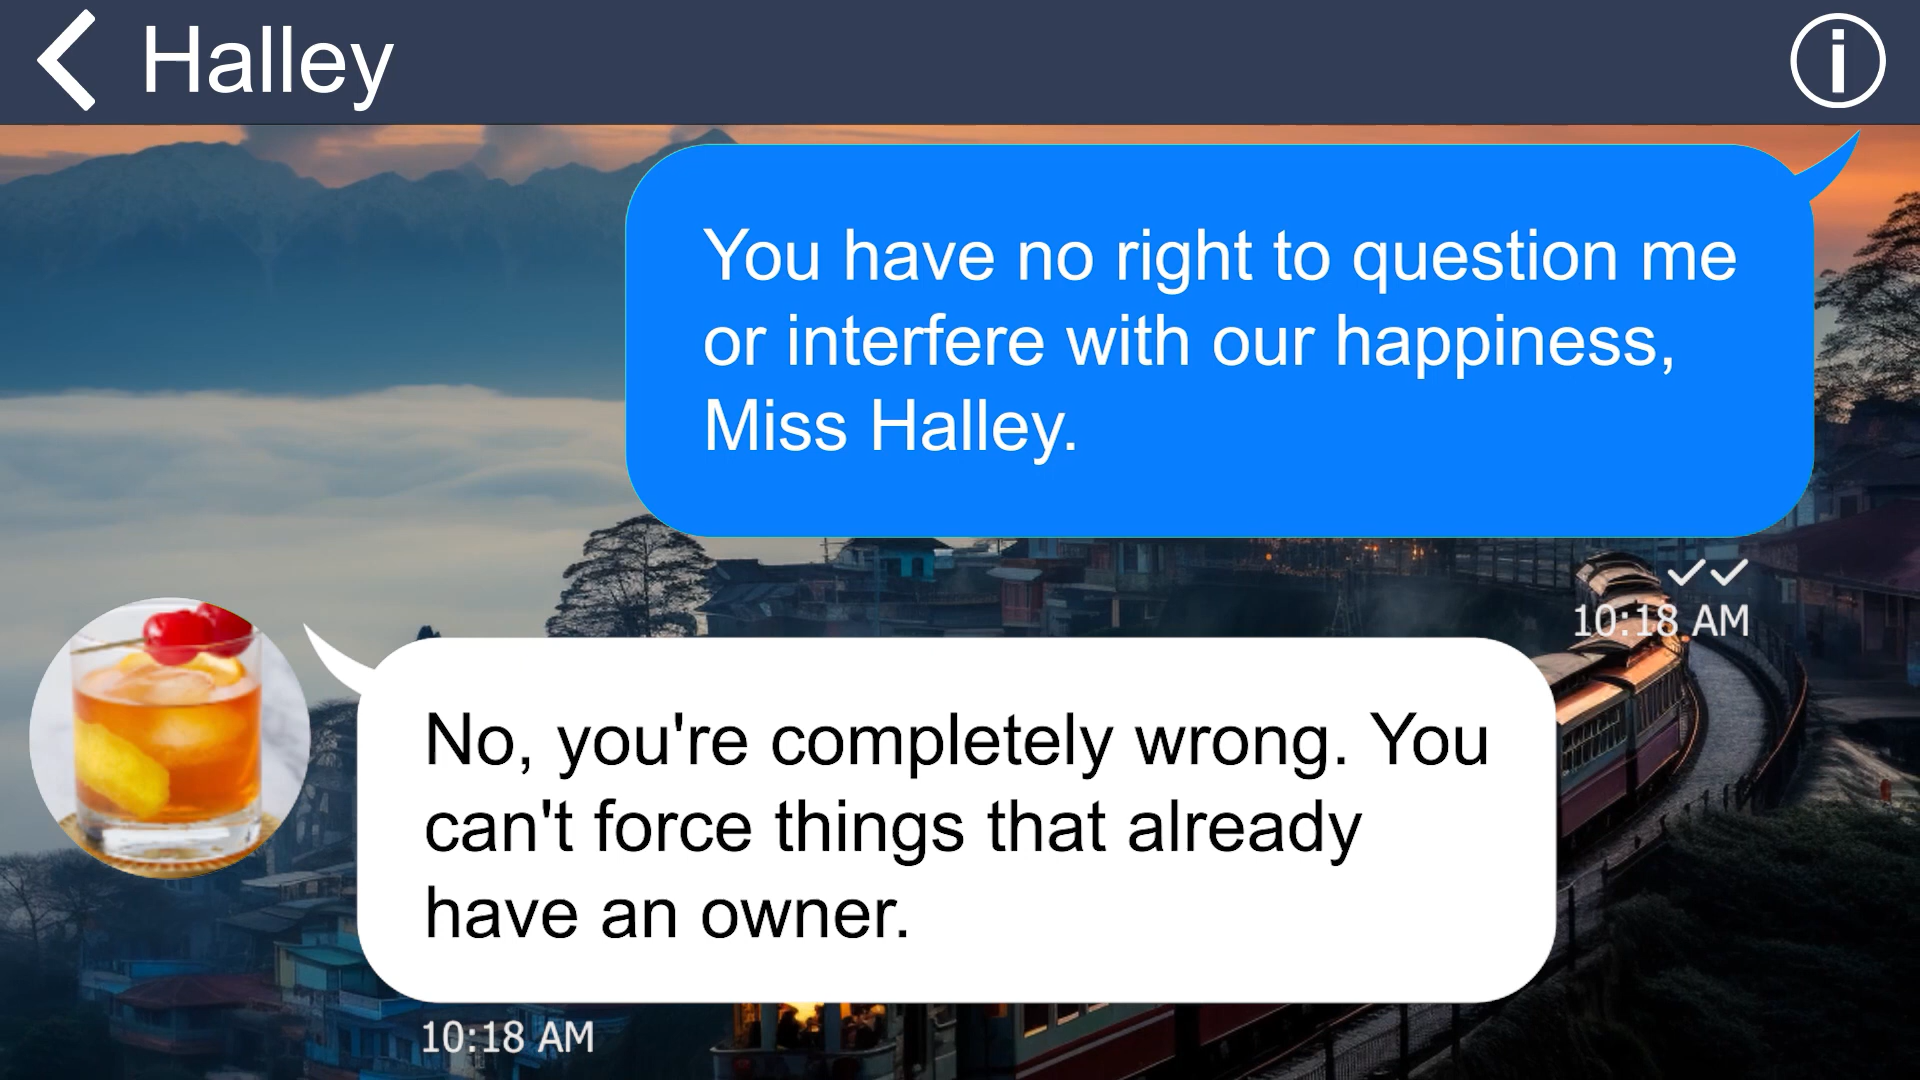 Halley
You have no right to question me
or interfere with our happiness,
Miss Halley.
10:18 AM
No, you're completely wrong. You
can't force things that already
have an owner.
10:18 AM